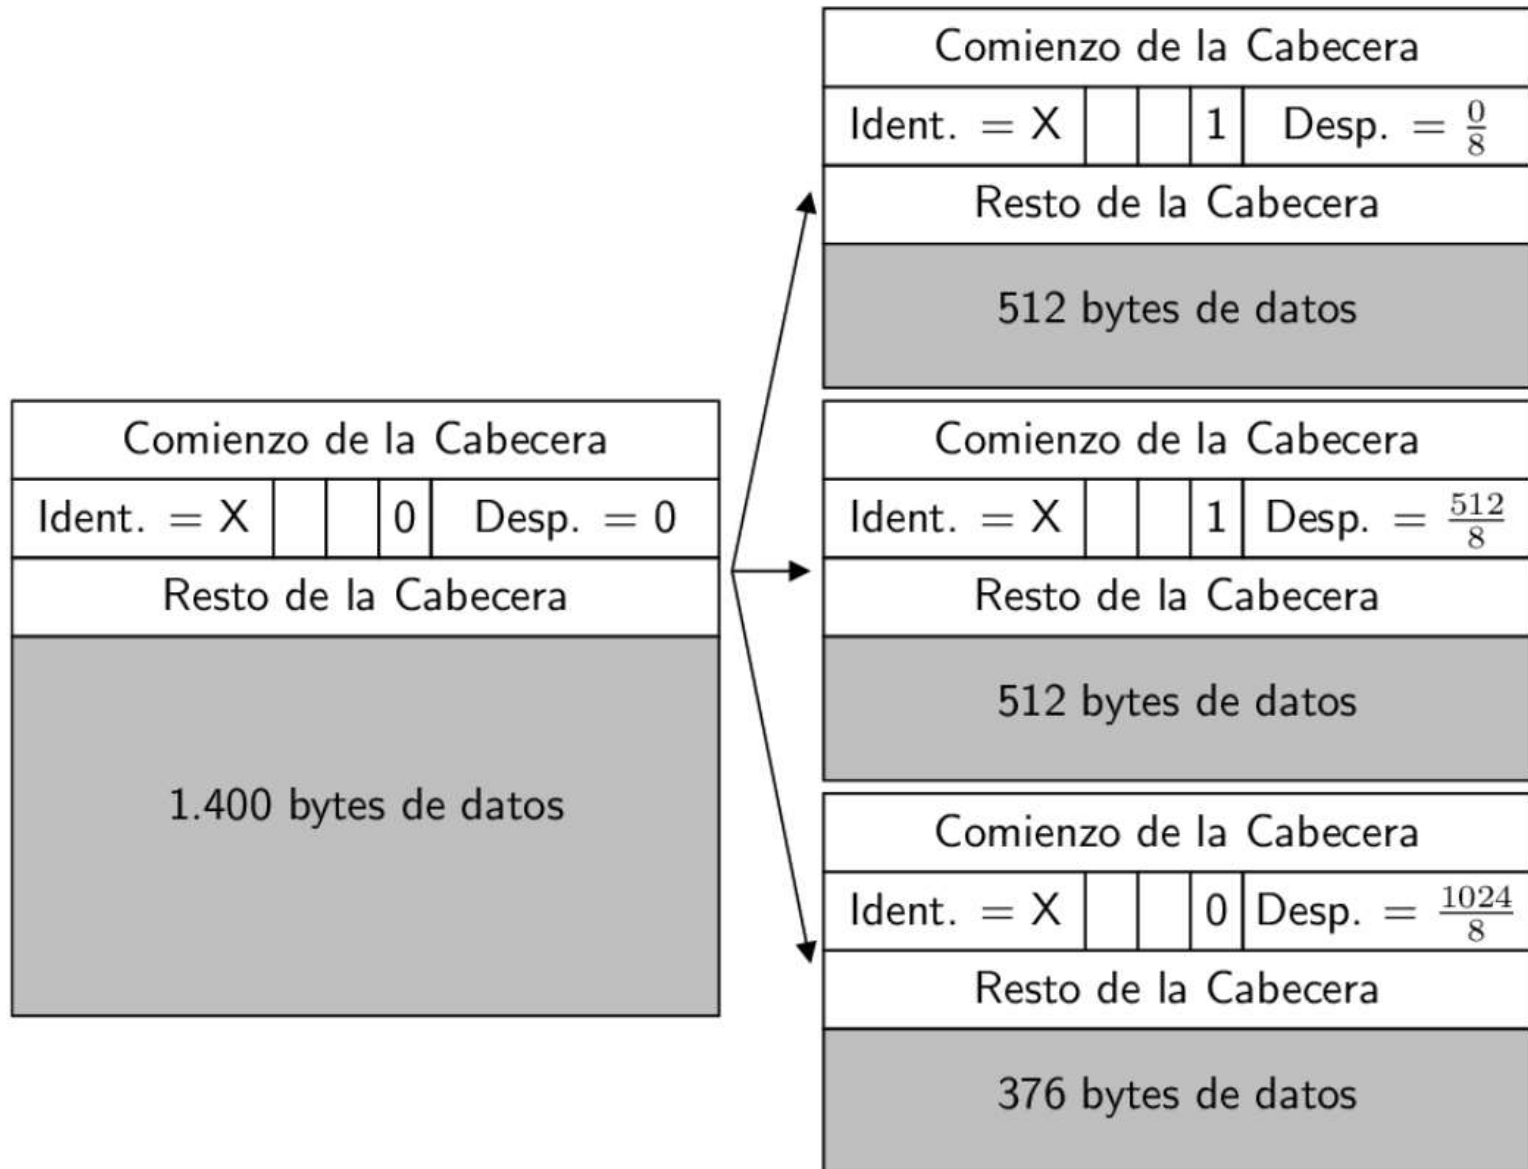 Comienzo de la Cabecera
Ident. = X 0 Desp. = 0
Resto de la Cabecera
1.400 bytes de datos
Comienzo de la Cabecera
Ident. = X 1 Desp. = 0/8
Resto de la Cabecera
512 bytes de datos
Comienzo de la Cabecera
Ident. = X 1 Desp. = 512/8
Resto de la Cabecera
512 bytes de datos
Comienzo de la Cabecera
Ident. = X 0 Desp. = 1024/8
Resto de la Cabecera
376 bytes de datos